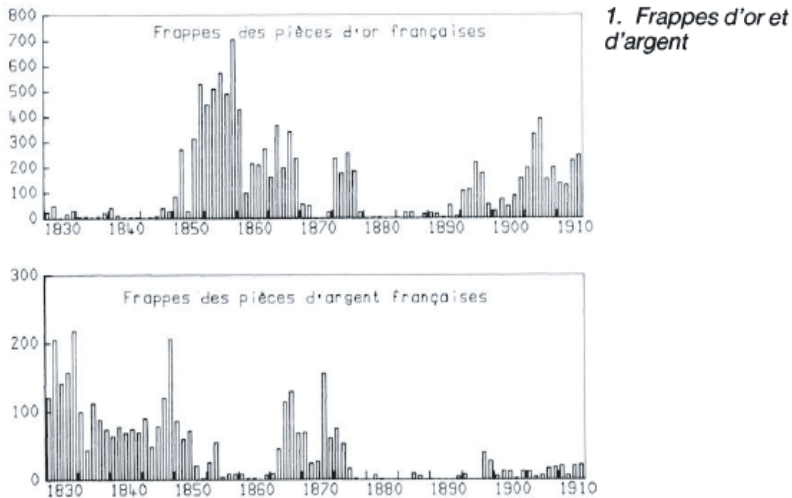 1. Frappes d'or et
d'argent
Frappes des pièces d'or françaises
800
700
600
500
400
300
200
100
0
1830 1840 1850 1860 1870 1880 1890 1900 1910
Frappes des pièces d'argent françaises
300
200
100
0
1830 1840 1850 1860 1870 1880 1890 1900 1910